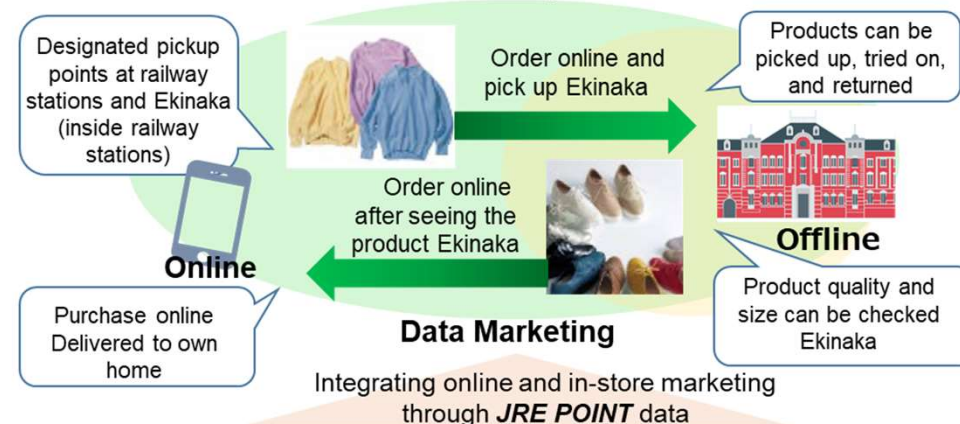 Designated pickup
points at railway
stations and Ekinaka
(inside railway
stations)
Order online and
pick up Ekinaka
Products can be
picked up, tried on,
and returned
Order online
after seeing the
product Ekinaka
Online
Offline
Purchase online
Delivered to own
home
Product quality and
size can be checked
Ekinaka
Data Marketing
Integrating online and in-store marketing
through JRE POINT data